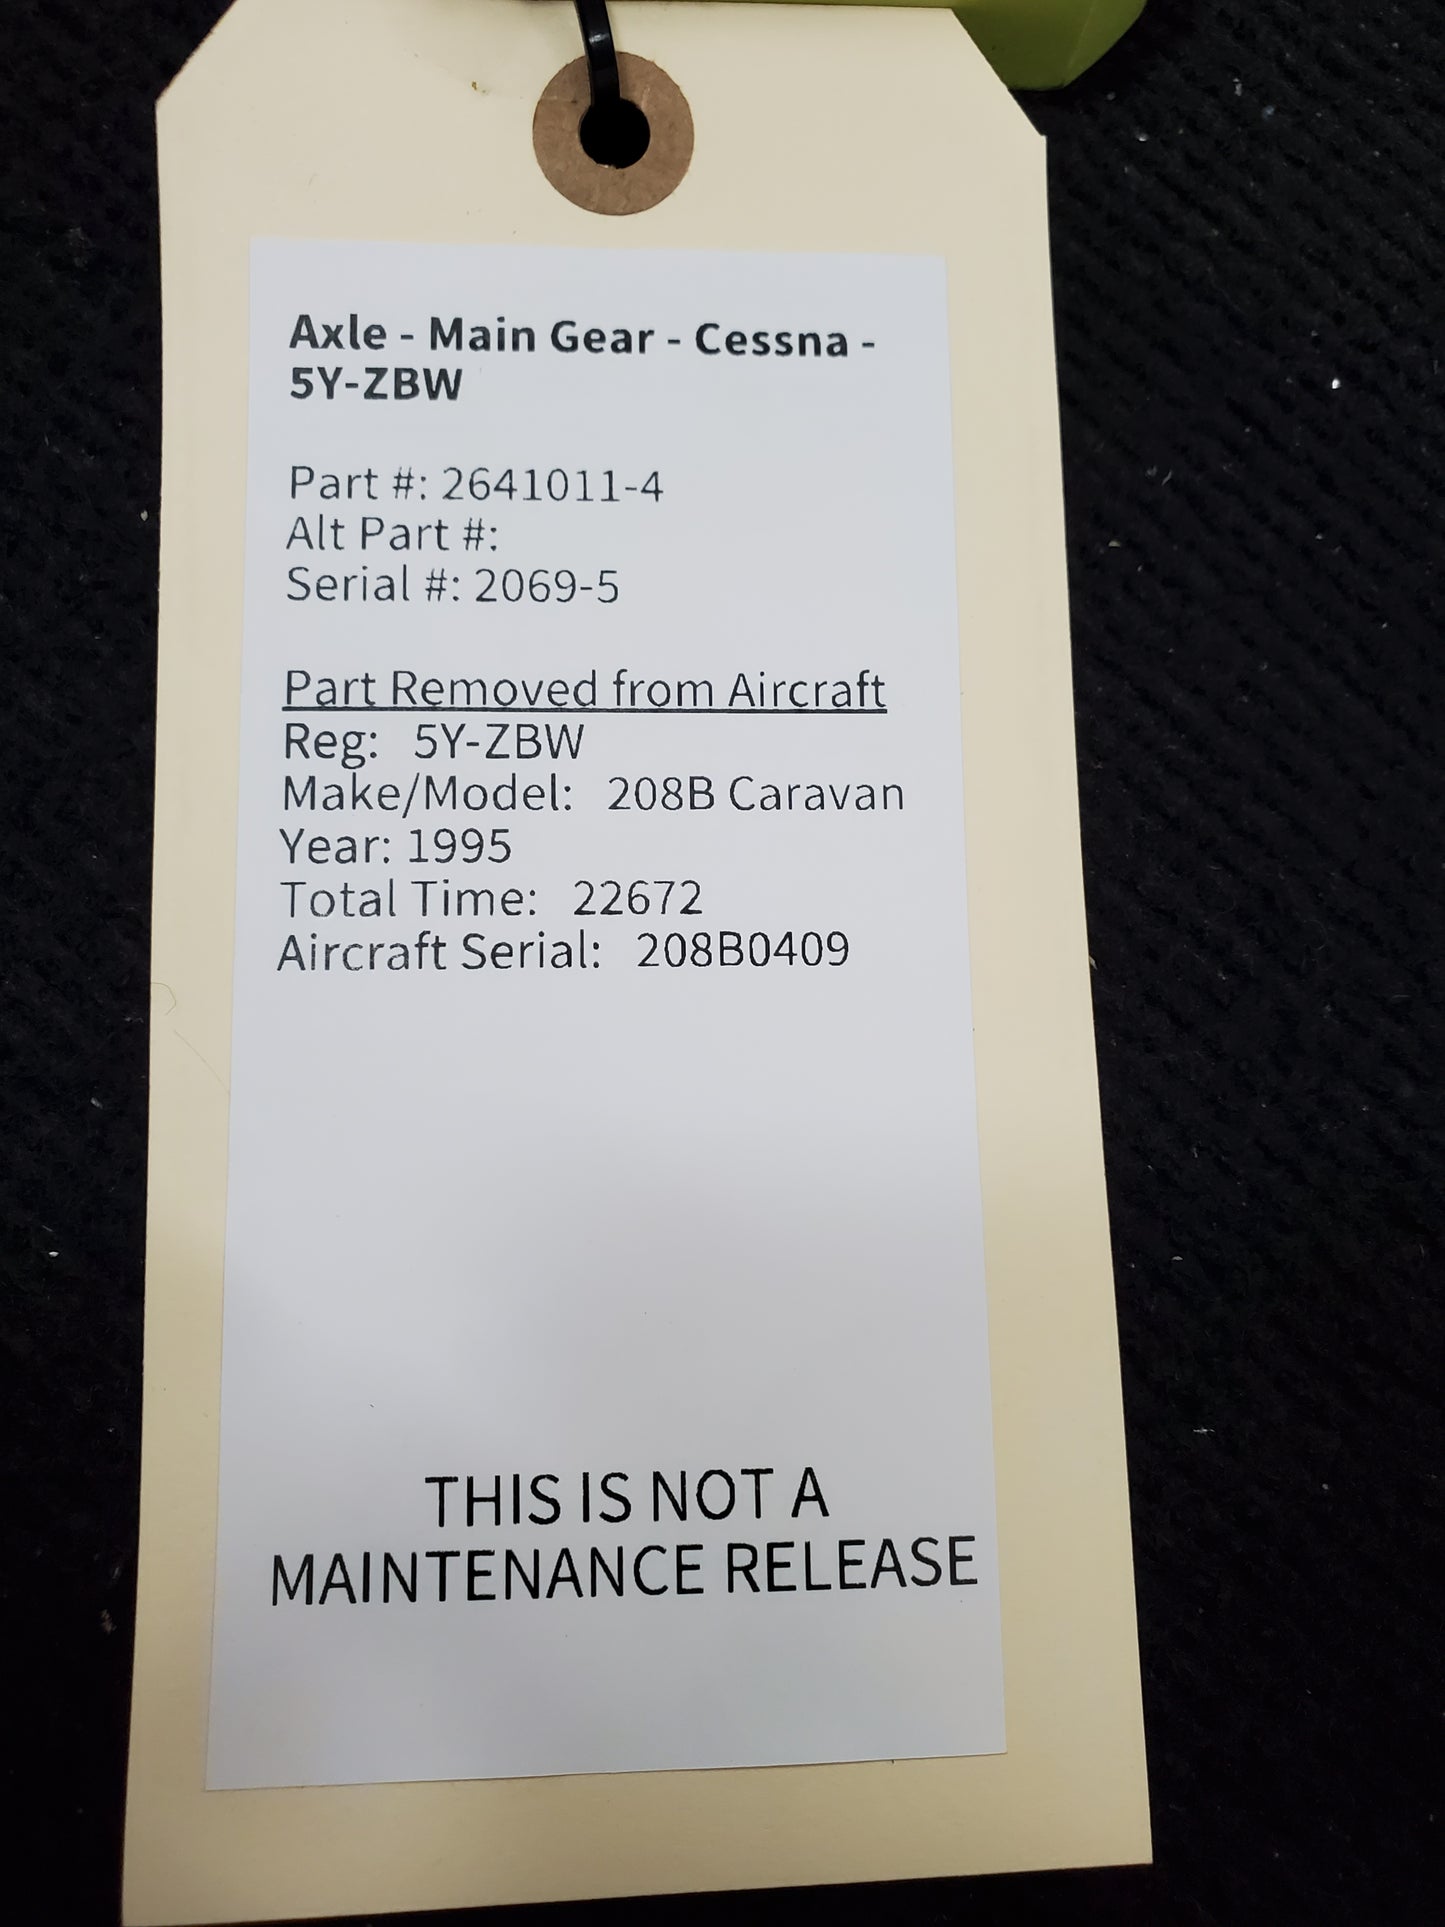 Axle - Main Gear - Cessna -
5Y-ZBW
Part #: 2641011-4
Alt Part #:
Serial #: 2069-5
Part Removed from Aircraft
Reg: 5Y-ZBW
Make/Model: 208B Caravan
Year: 1995
Total Time: 22672
Aircraft Serial: 208B0409
THIS IS NOT A
MAINTENANCE RELEASE